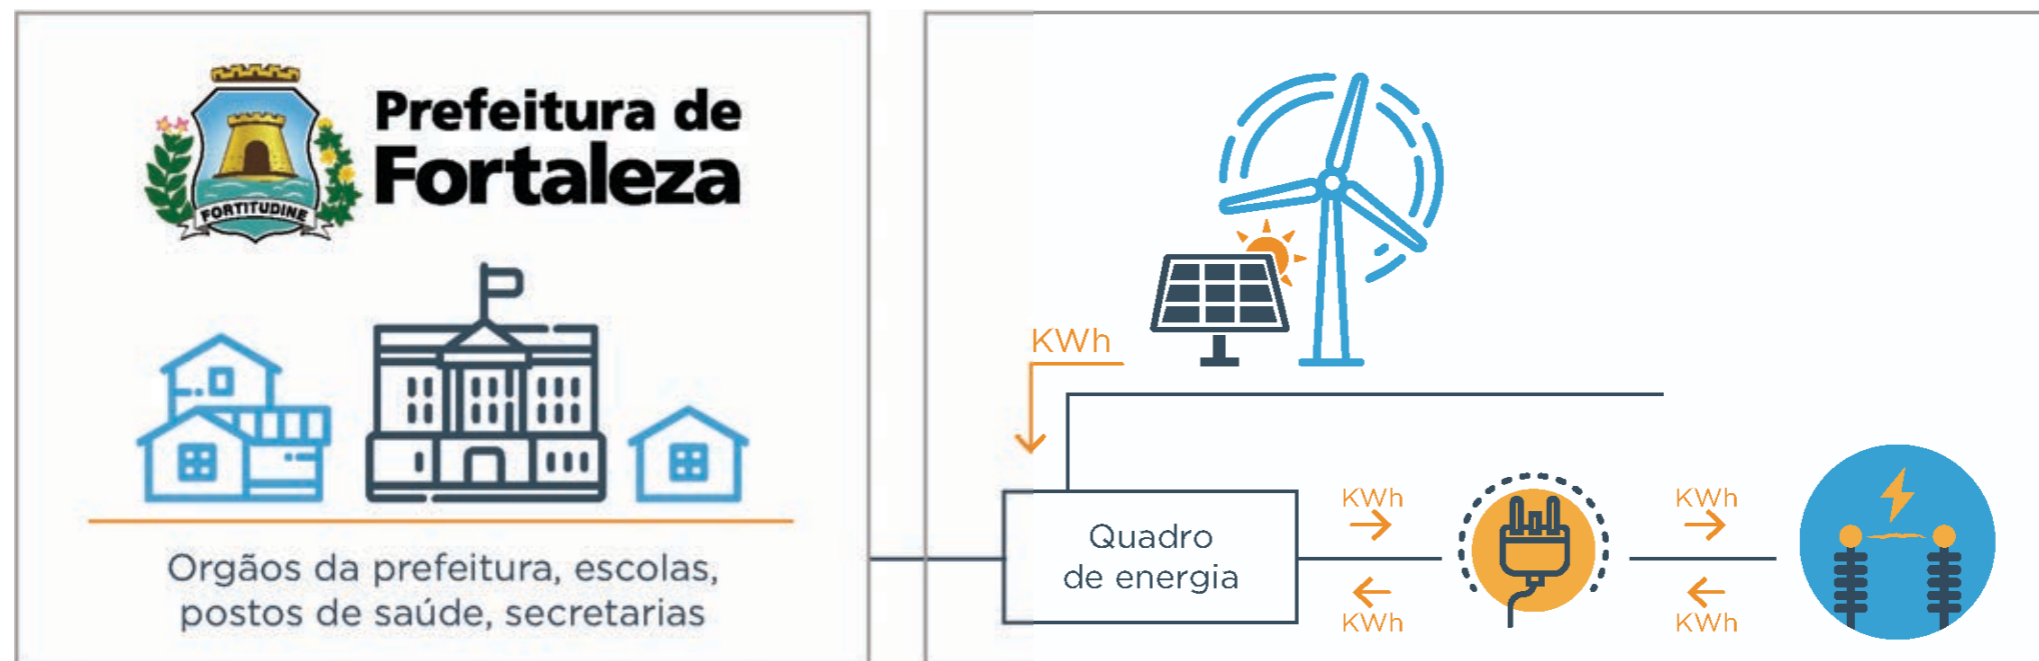 Prefeitura de
Fortaleza
FORTITUDINE
Orgãos da prefeitura, escolas,
postos de saúde, secretarias
KWh
Quadro
de energia
KWh
KWh
KWh
KWh